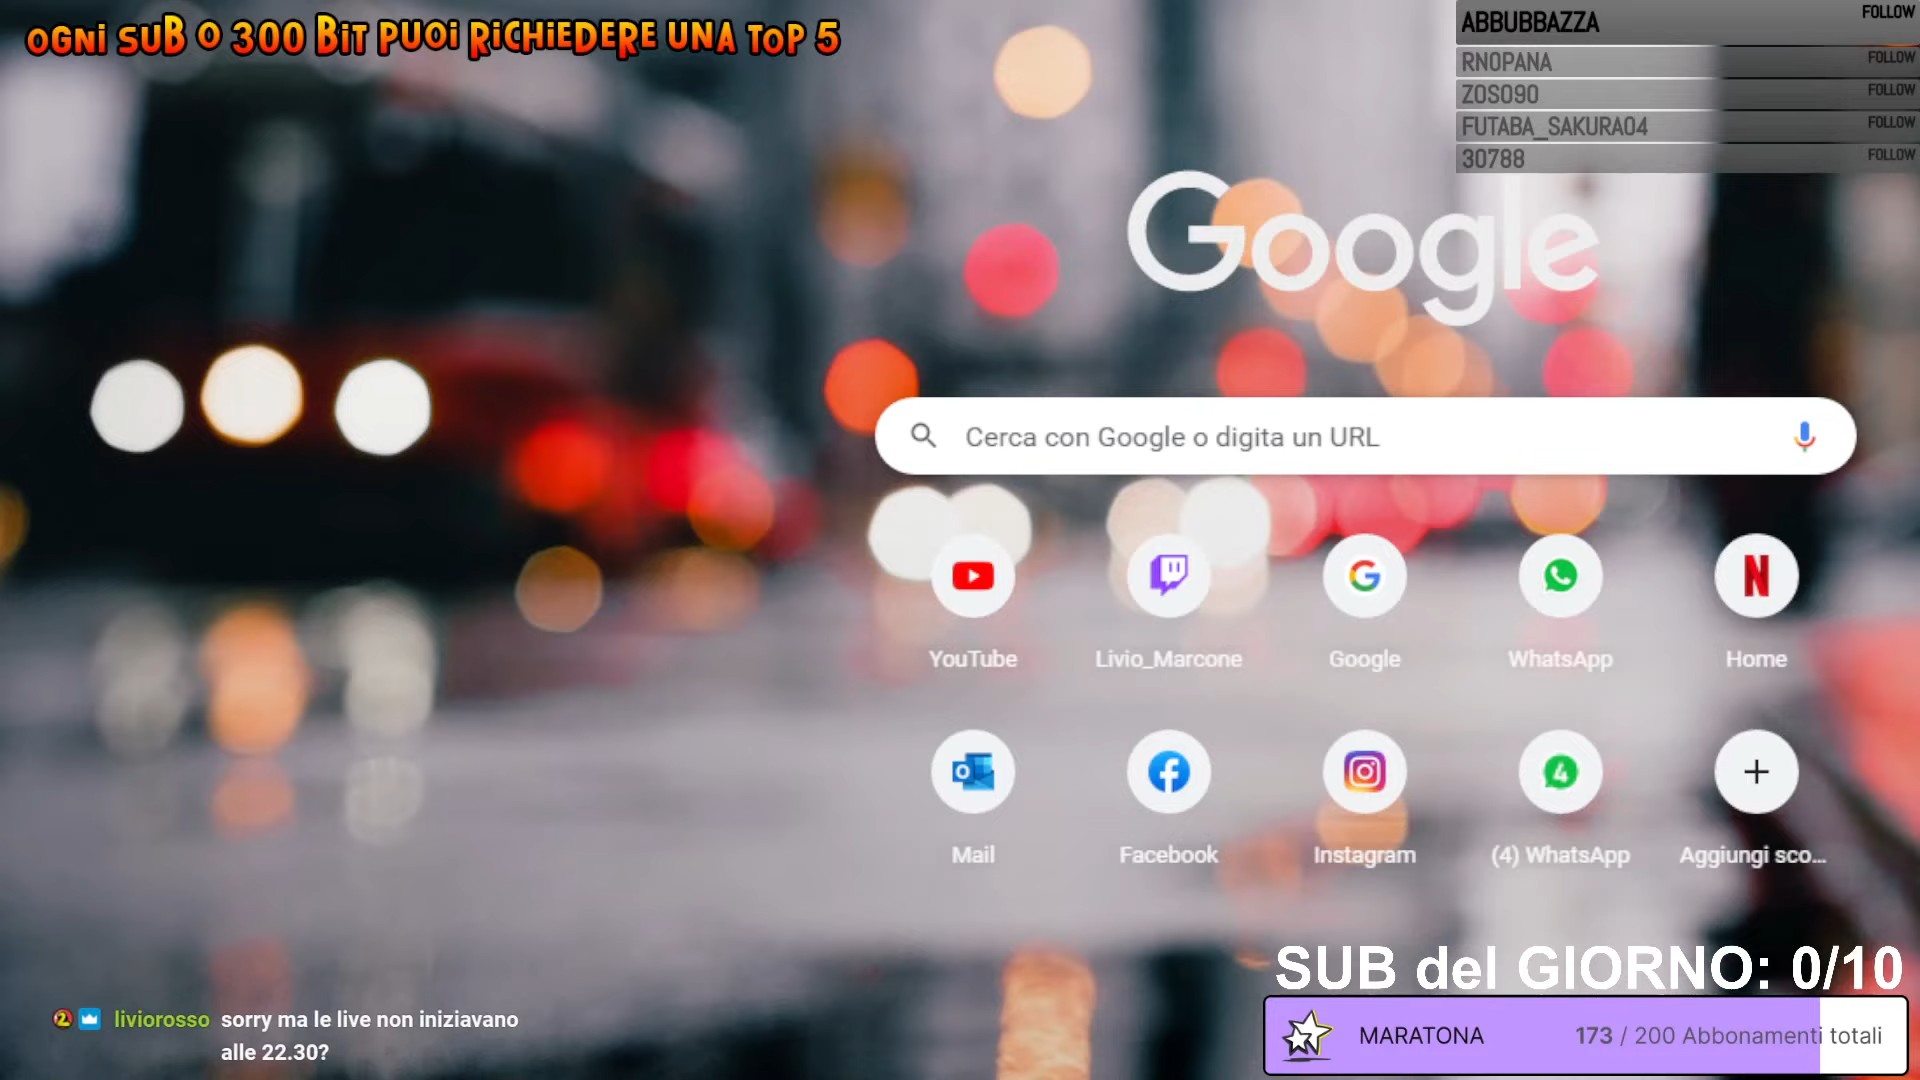 OGNI SUB O 300 BIT PUOI RICHIEDERE UNA TOP 5
ABBUBBAZZA FOLLOW
RNOPANA FOLLOW
ZOSO90 FOLLOW
FUTABA_SAKURA04 FOLLOW
30788 FOLLOW
Google
Cerca con Google o digita un URL
YouTube Livio_Marcone Google WhatsApp Home
Mail Facebook Instagram (4) WhatsApp Aggiungi sco...
SUB del GIORNO: 0/10
MARATONA 173 / 200 Abbonamenti totali
liviorosso sorry ma le live non iniziavano
alle 22.30?